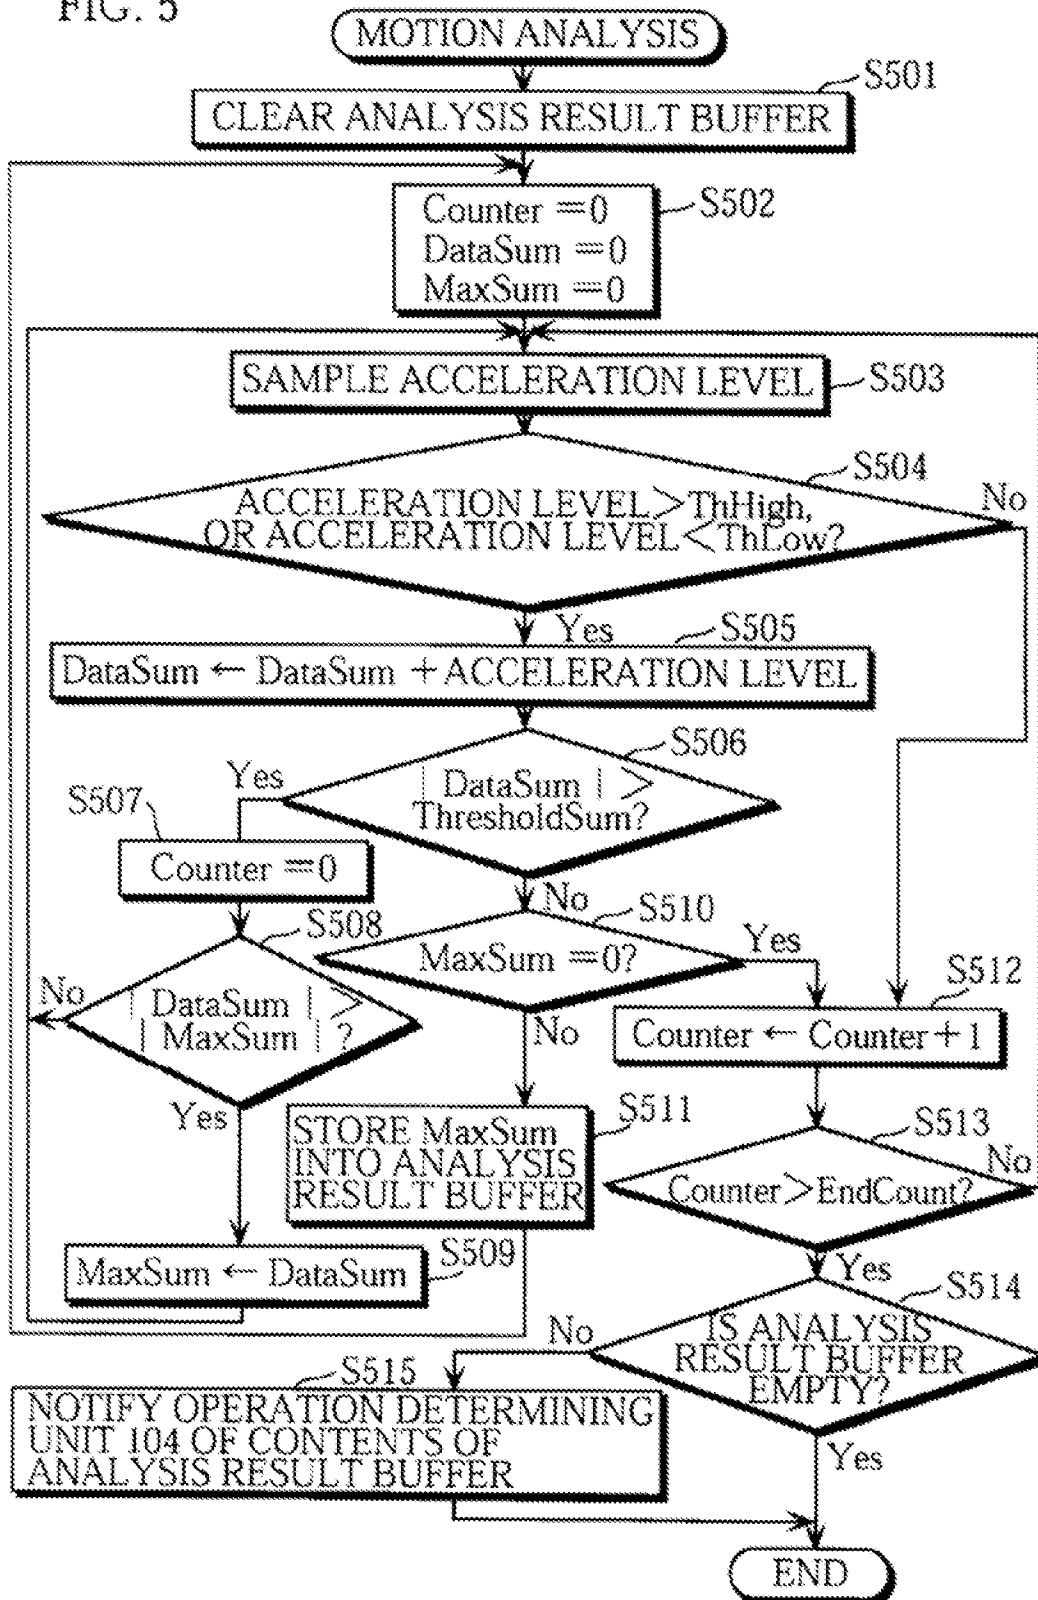 FIG. 5
MOTION ANALYSIS
S501
CLEAR ANALYSIS RESULT BUFFER
S502
Counter =0
DataSum =0
MaxSum =0
S503
SAMPLE ACCELERATION LEVEL
S504
No
ACCELERATION LEVEL>ThHigh,
OR ACCELERATION LEVEL<ThLow?
Yes
S505
DataSum ← DataSum +ACCELERATION LEVEL
S506
Yes
| DataSum | >
ThresholdSum?
S507
Counter =0
No
S510
S508
MaxSum =0?
Yes
S512
No
| DataSum | >
| MaxSum | ?
Counter ← Counter+1
No
Yes
S511
STORE MaxSum
INTO ANALYSIS
RESULT BUFFER
S513
No
Counter>EndCount?
S509
MaxSum ← DataSum
Yes
S514
No
IS ANALYSIS
RESULT BUFFER
EMPTY?
S515
NOTIFY OPERATION DETERMINING
UNIT 104 OF CONTENTS OF
ANALYSIS RESULT BUFFER
Yes
END